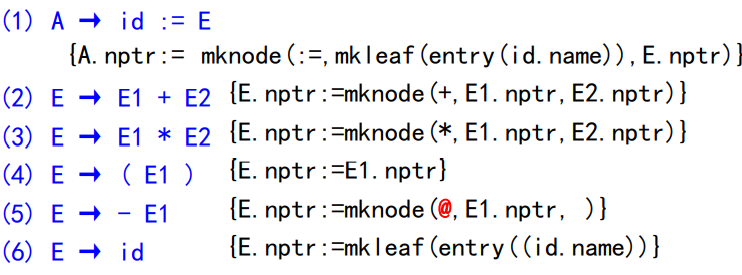 (1) A → id := E
{A.nptr:= mknode(:=,mkleaf(entry(id.name)),E.nptr)}
(2) E → E1 + E2 {E.nptr:=mknode(+,E1.nptr,E2.nptr)}
(3) E → E1 * E2 {E.nptr:=mknode(*,E1.nptr,E2.nptr)}
(4) E → ( E1 ) {E.nptr:=E1.nptr}
(5) E → - E1 {E.nptr:=mknode(@,E1.nptr, )}
(6) E → id {E.nptr:=mkleaf(entry((id.name))}